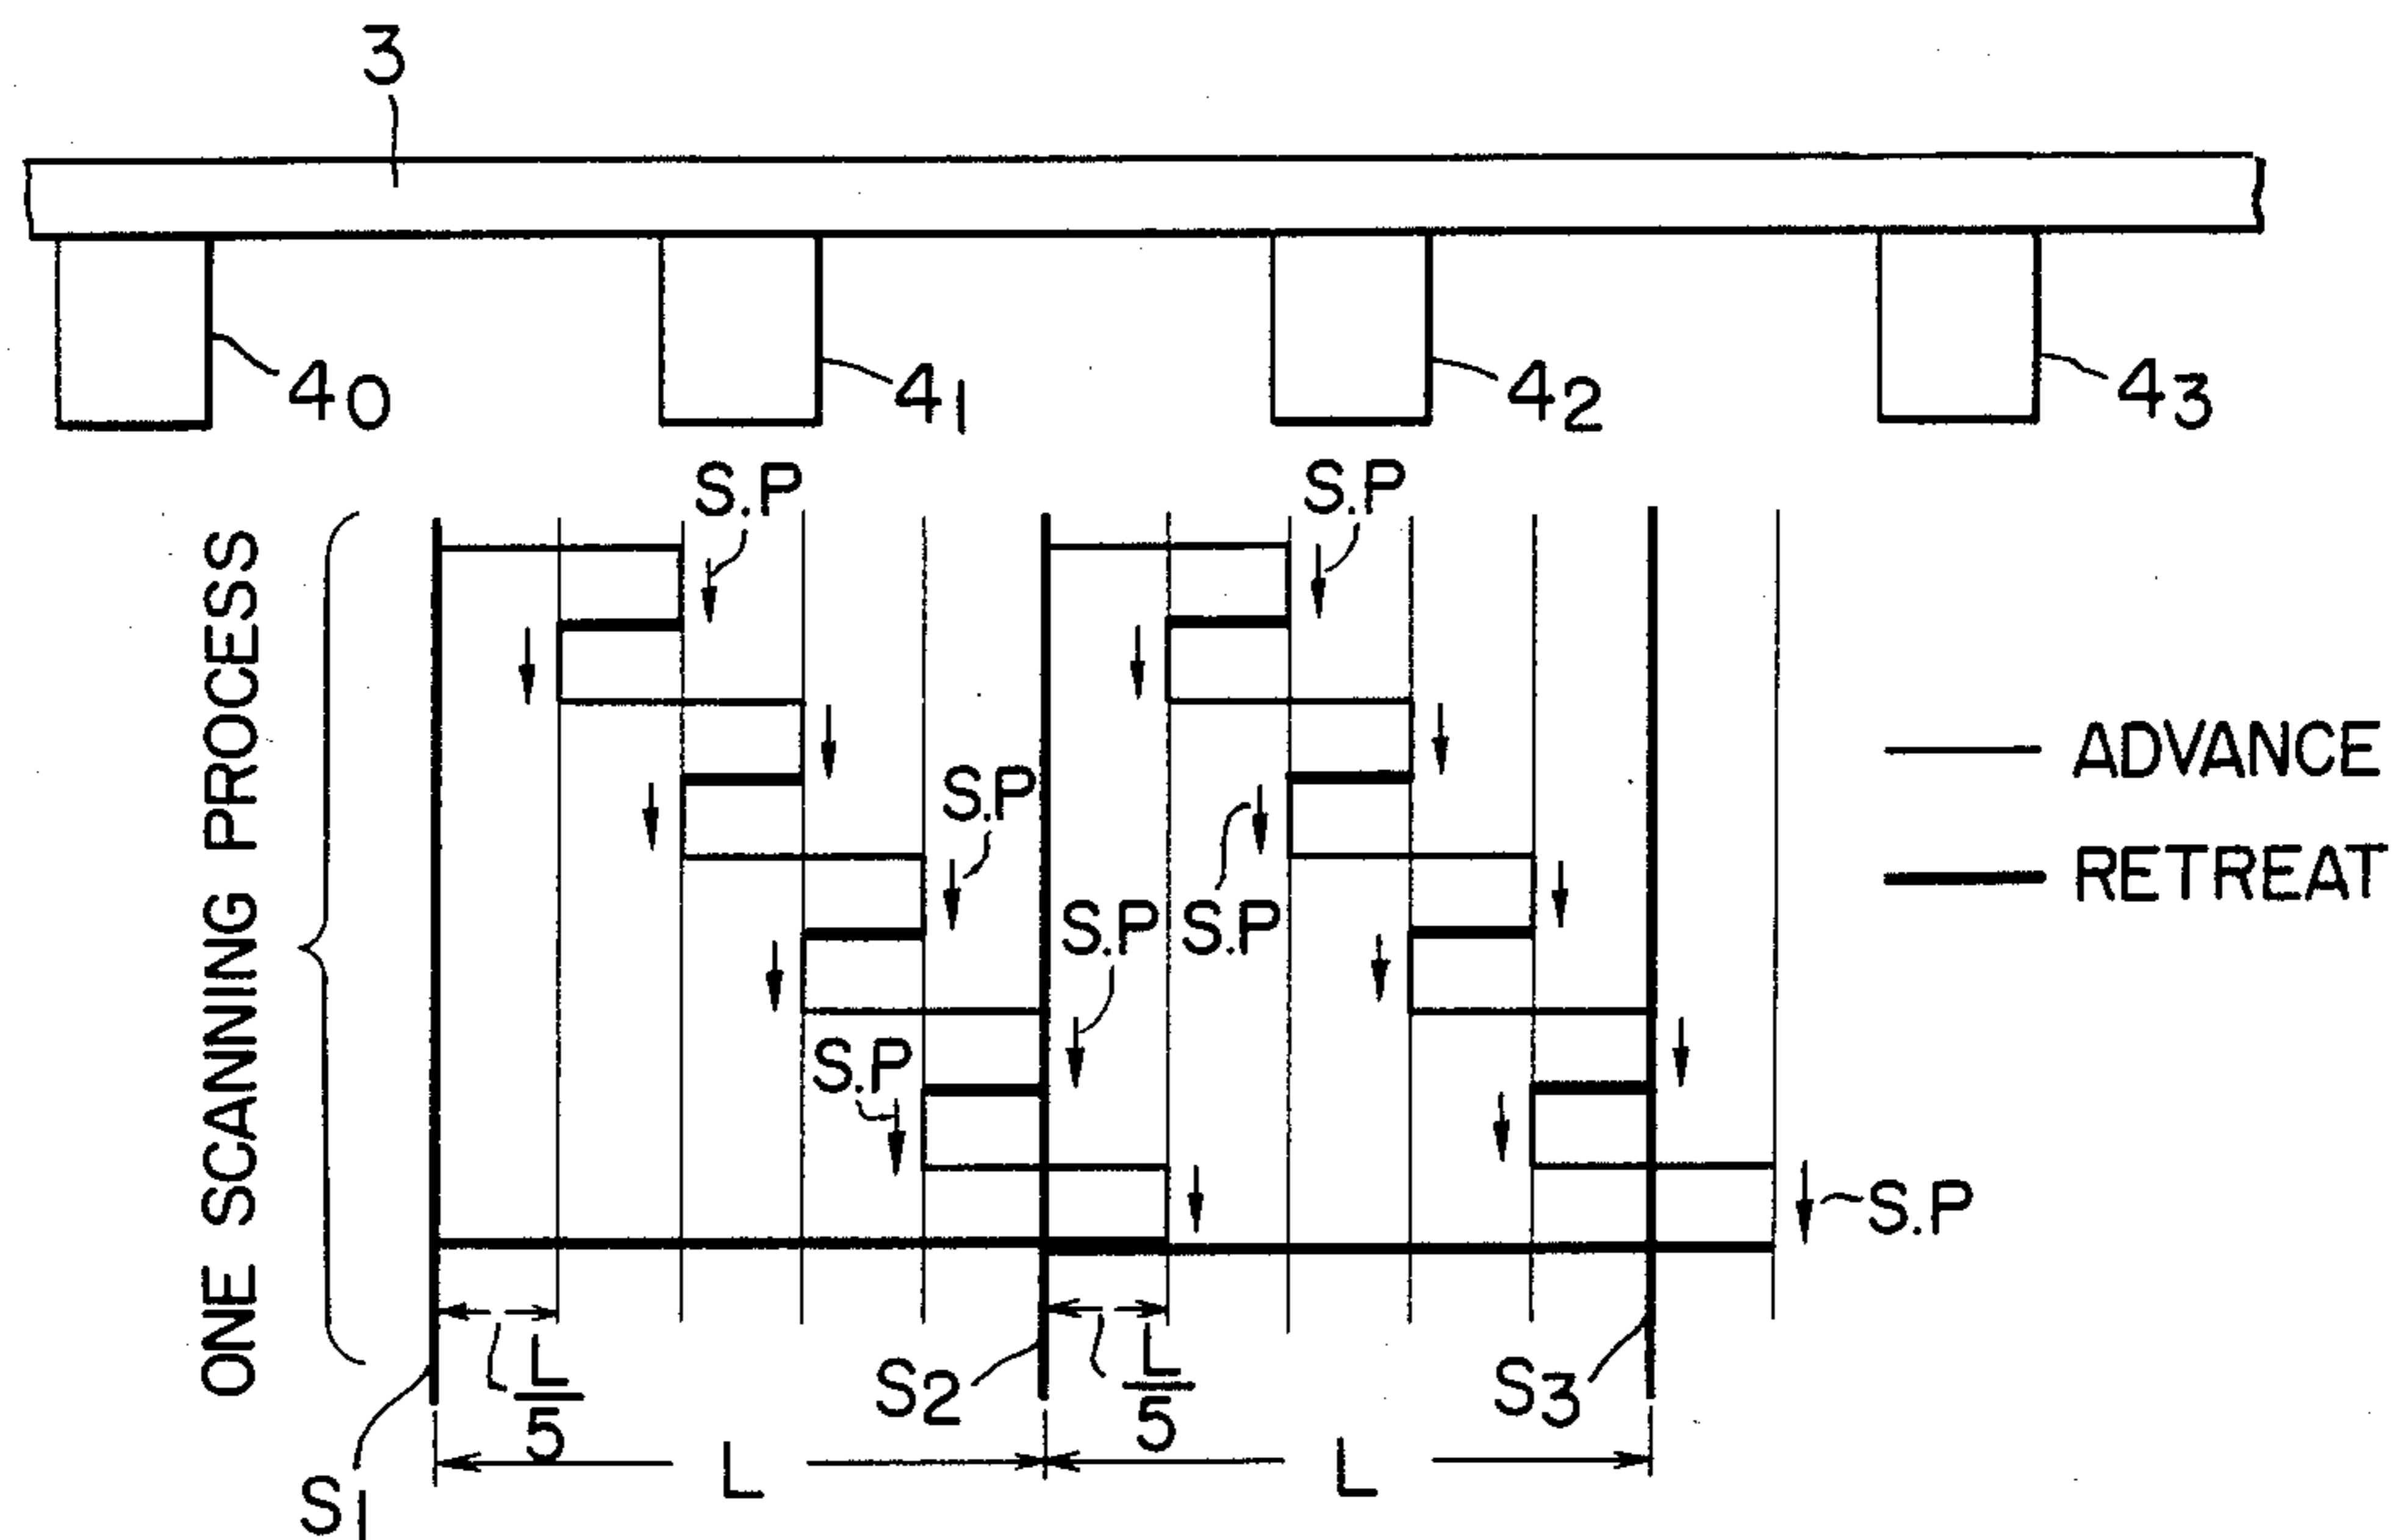 3
40
41
42
43
S.P
S.P
ONE SCANNING PROCESS
ADVANCE
S.P
RETREAT
S.P
S.P
S.P
S.P
L/5
S2
L/5
S3
L
L
S1